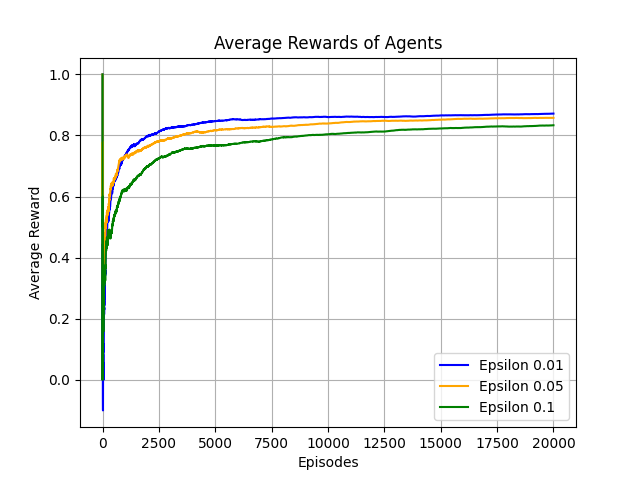 Average Rewards of Agents
Average Reward
1.0
0.8
0.6
0.4
0.2
0.0
0 2500 5000 7500 10000 12500 15000 17500 20000
Episodes
Epsilon 0.01
Epsilon 0.05
Epsilon 0.1